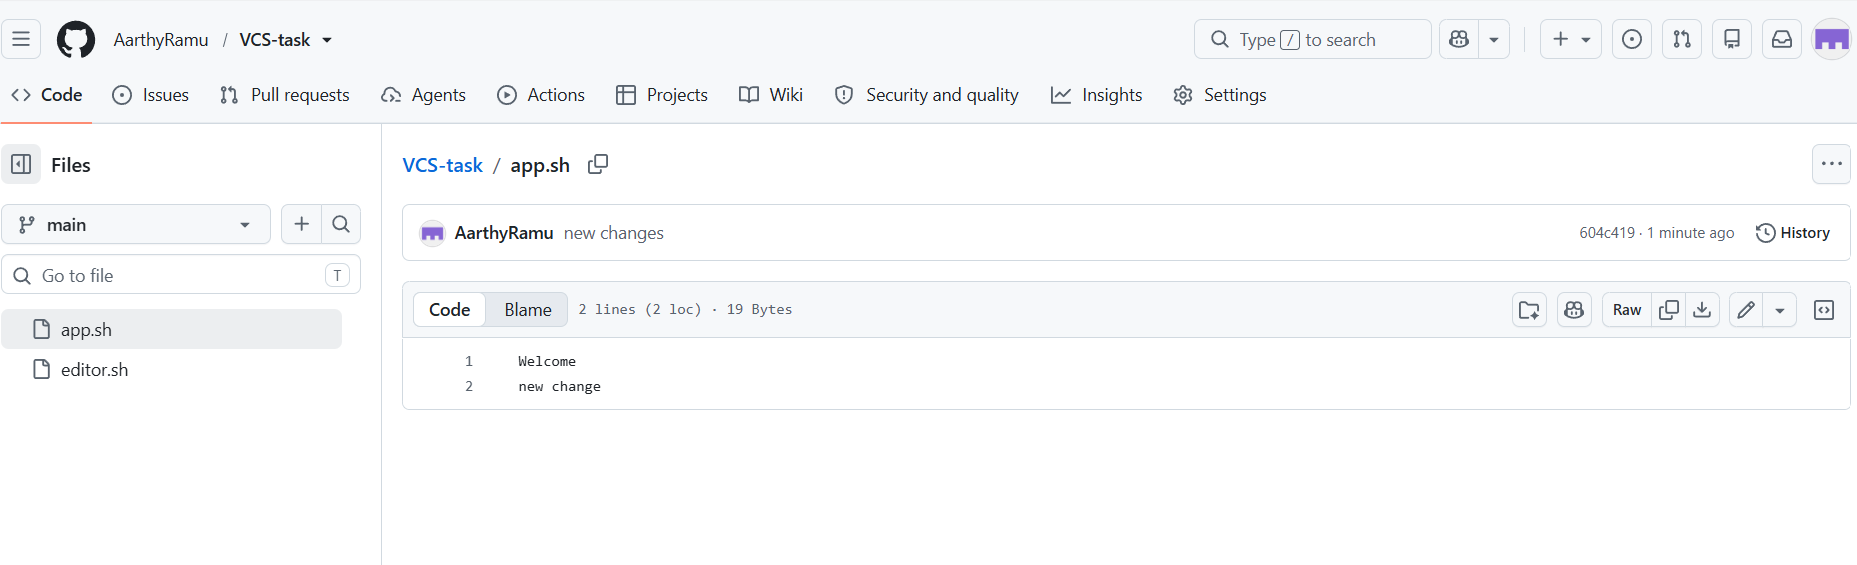 AarthyRamu / VCS-task
Type / to search
Code Issues Pull requests Agents Actions Projects Wiki Security and quality Insights Settings
Files
main
Go to file T
app.sh
editor.sh
VCS-task / app.sh
AarthyRamu new changes 604c419 · 1 minute ago History
Code Blame 2 lines (2 loc) · 19 Bytes Raw
1 Welcome
2 new change